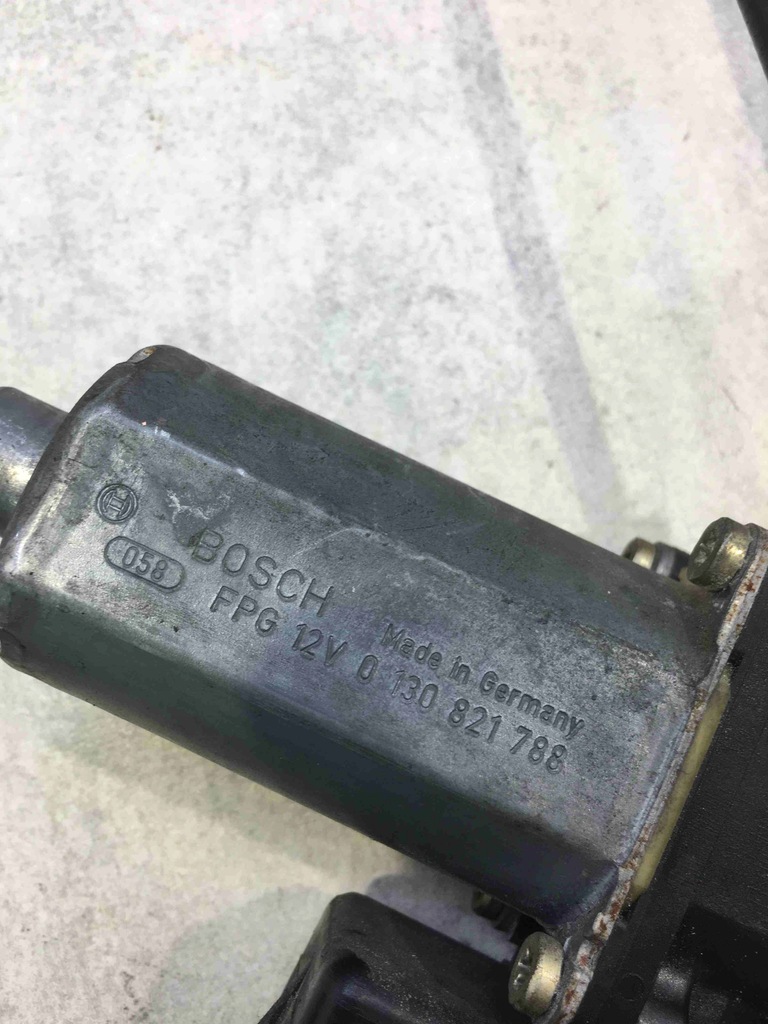 BOSCH
058
FPG 12V 0 130 821 788
Made in Germany